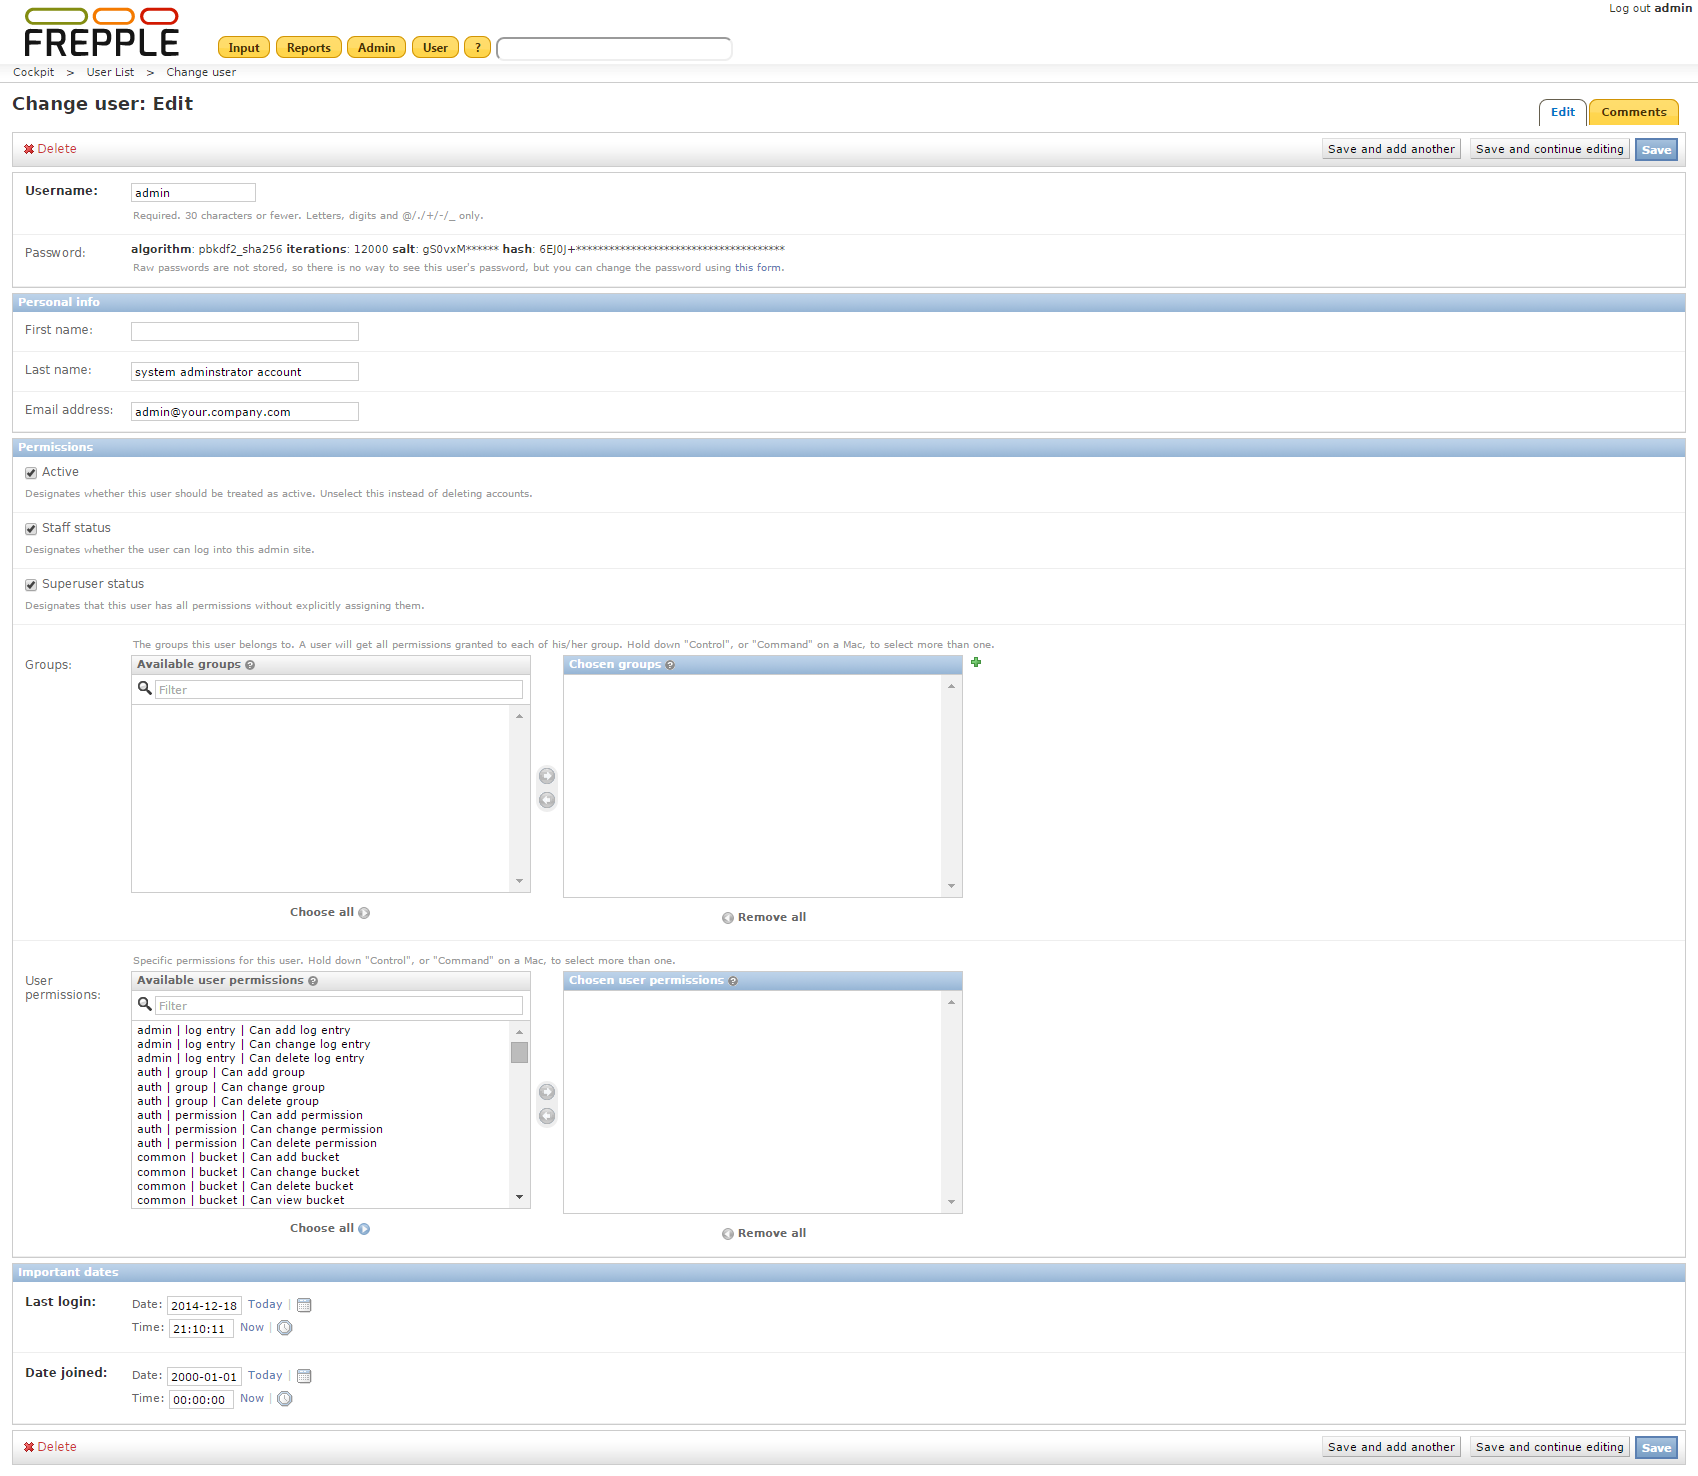 Log out admin
FREPPLE
Input Reports Admin User ?
Cockpit > User List > Change user
Change user: Edit
Edit Comments
Delete Save and add another Save and continue editing Save
Username: admin
Required. 30 characters or fewer. Letters, digits and @/./+/-/_ only.
Password: algorithm: pbkdf2_sha256 iterations: 12000 salt: gS0vxM****** hash: 6EJ0J+**************************************
Raw passwords are not stored, so there is no way to see this user's password, but you can change the password using this form.
Personal info
First name:
Last name: system adminstrator account
Email address: admin@your.company.com
Permissions
Active
Designates whether this user should be treated as active. Unselect this instead of deleting accounts.
Staff status
Designates whether the user can log into this admin site.
Superuser status
Designates that this user has all permissions without explicitly assigning them.
The groups this user belongs to. A user will get all permissions granted to each of his/her group. Hold down "Control", or "Command" on a Mac, to select more than one.
Groups: Available groups ? Chosen groups ?
Filter
Choose all
Remove all
Specific permissions for this user. Hold down "Control", or "Command" on a Mac, to select more than one.
User permissions: Available user permissions ? Chosen user permissions ?
Filter
admin | log entry | Can add log entry
admin | log entry | Can change log entry
admin | log entry | Can delete log entry
auth | group | Can add group
auth | group | Can change group
auth | group | Can delete group
auth | permission | Can add permission
auth | permission | Can change permission
auth | permission | Can delete permission
common | bucket | Can add bucket
common | bucket | Can change bucket
common | bucket | Can delete bucket
common | bucket | Can view bucket
Choose all
Remove all
Important dates
Last login: Date: 2014-12-18 Today |
Time: 21:10:11 Now |
Date joined: Date: 2000-01-01 Today |
Time: 00:00:00 Now |
Delete Save and add another Save and continue editing Save